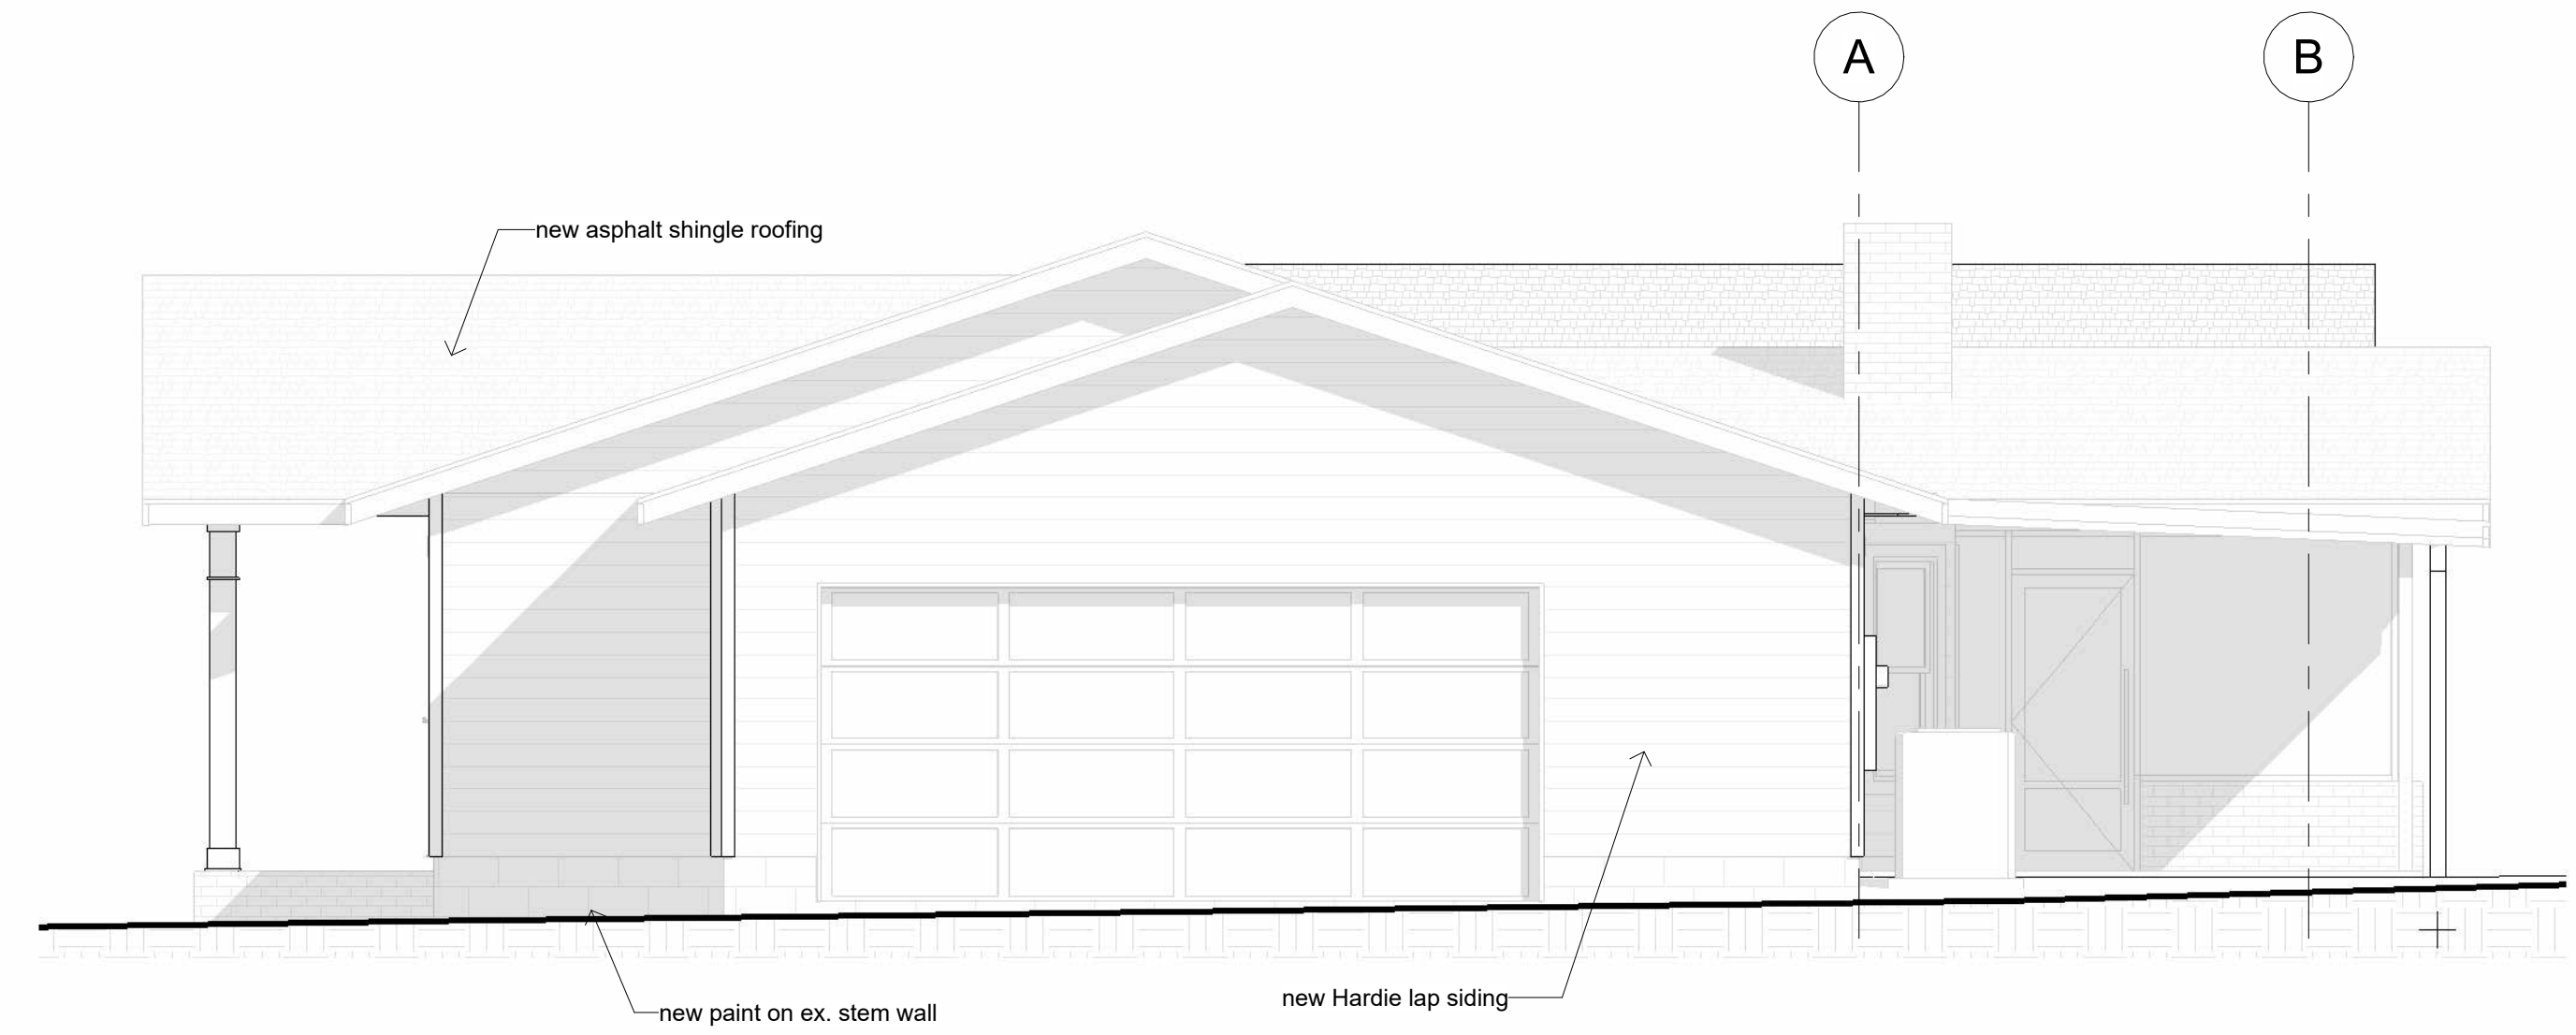 A
B
new asphalt shingle roofing
new Hardie lap siding
new paint on ex. stem wall